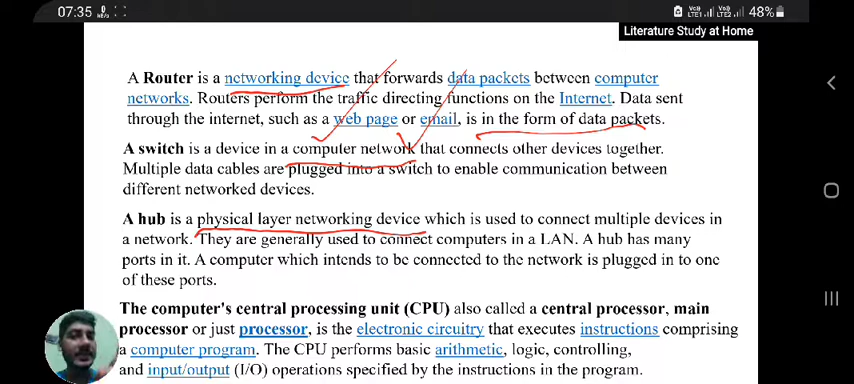 07:35
0
KB/s
Vo))
LTE1
Vo))
LTE2
48%
Literature Study at Home
A Router is a networking device that forwards data packets between computer
networks. Routers perform the traffic directing functions on the Internet. Data sent
through the internet, such as a web page or email, is in the form of data packets.
A switch is a device in a computer network that connects other devices together.
Multiple data cables are plugged into a switch to enable communication between
different networked devices.
A hub is a physical layer networking device which is used to connect multiple devices in
a network. They are generally used to connect computers in a LAN. A hub has many
ports in it. A computer which intends to be connected to the network is plugged in to one
of these ports.
The computer's central processing unit (CPU) also called a central processor, main
processor or just processor, is the electronic circuitry that executes instructions comprising
a computer program. The CPU performs basic arithmetic, logic, controlling,
and input/output (I/O) operations specified by the instructions in the program.